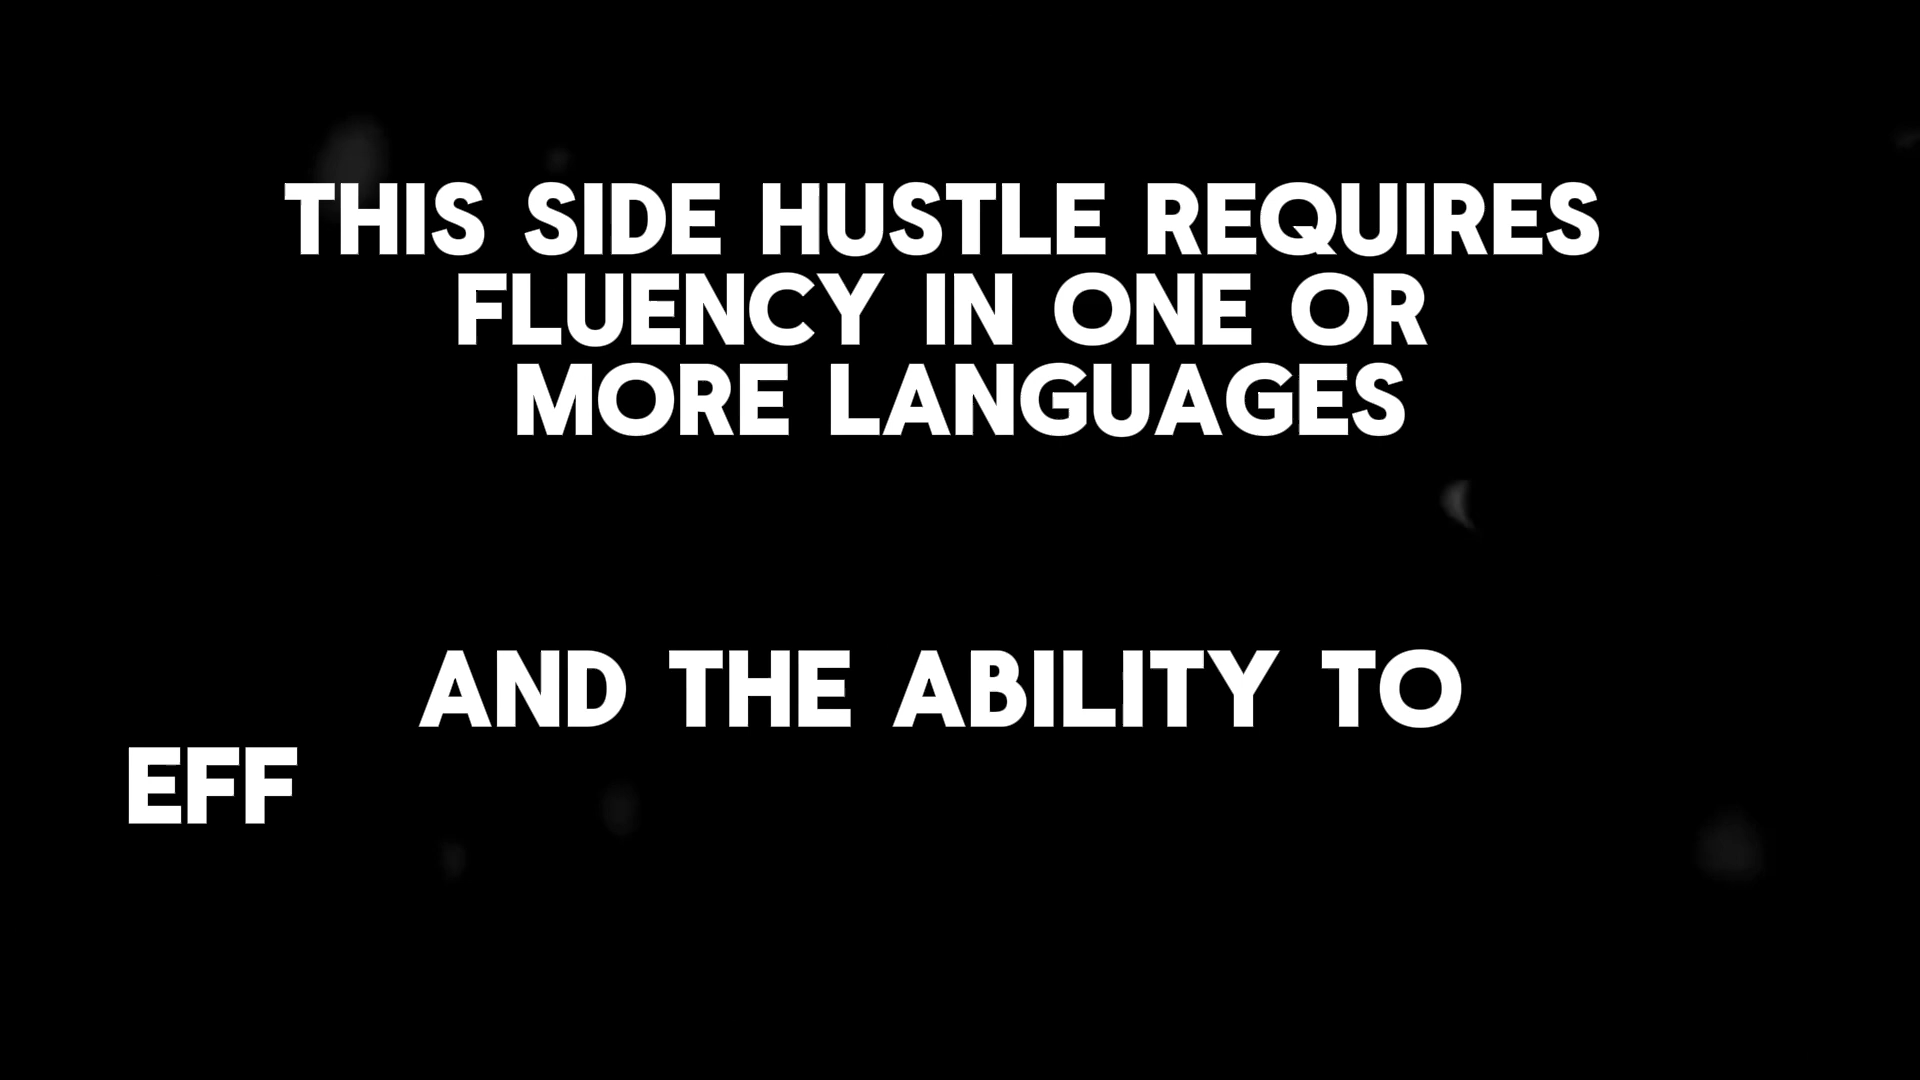 THIS SIDE HUSTLE REQUIRES
FLUENCY IN ONE OR
MORE LANGUAGES
AND THE ABILITY TO
EFF